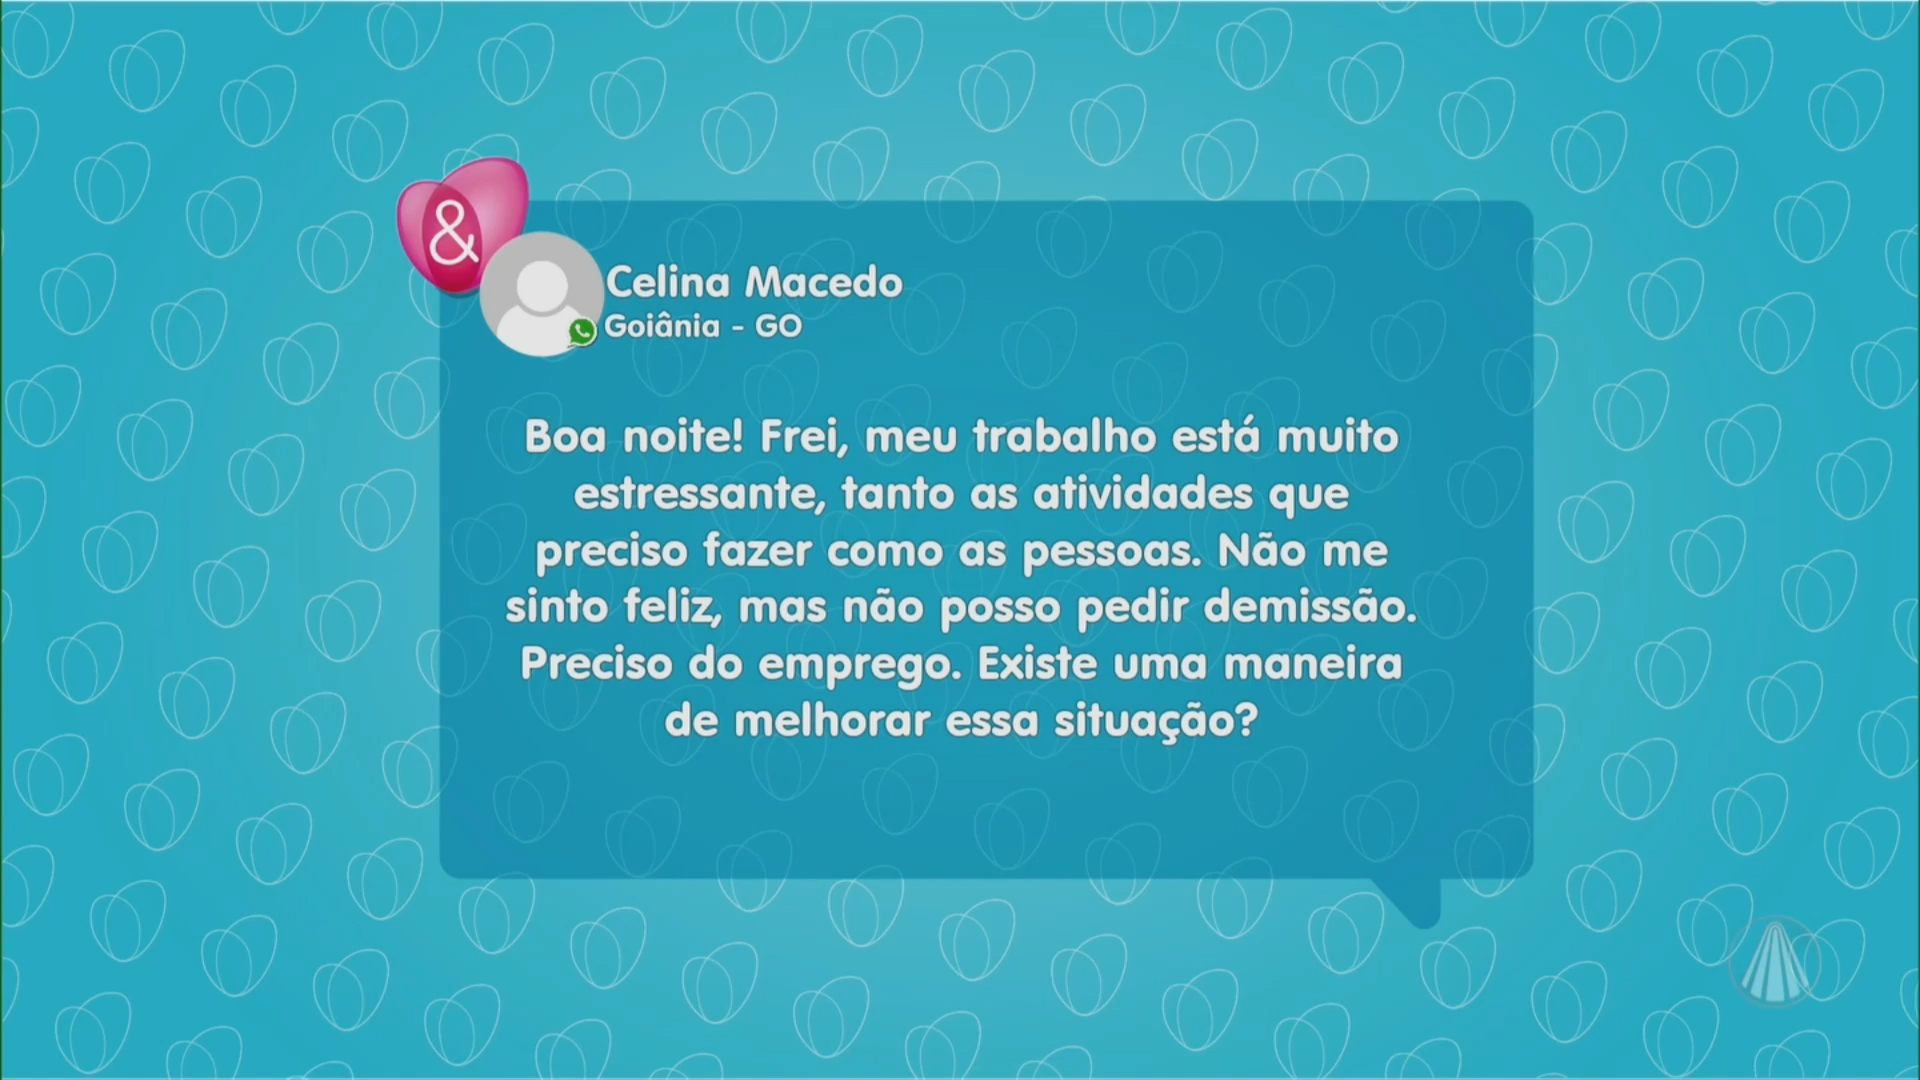 &
Celina Macedo
Goiânia - GO
Boa noite! Frei, meu trabalho está muito
estressante, tanto as atividades que
preciso fazer como as pessoas. Não me
sinto feliz, mas não posso pedir demissão.
Preciso do emprego. Existe uma maneira
de melhorar essa situação?